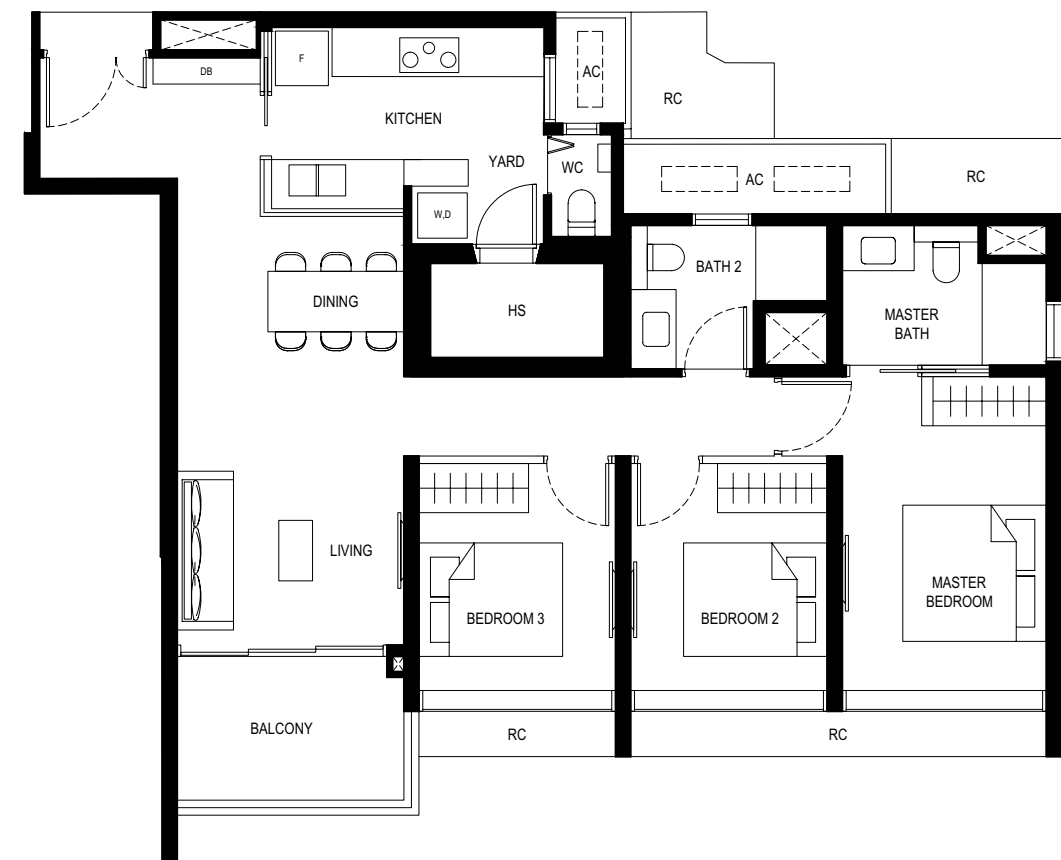 F
DB
AC
RC
KITCHEN
YARD
WC
AC
RC
W,D
BATH 2
DINING
HS
MASTER
BATH
LIVING
BEDROOM 3
BEDROOM 2
MASTER
BEDROOM
BALCONY
RC
RC